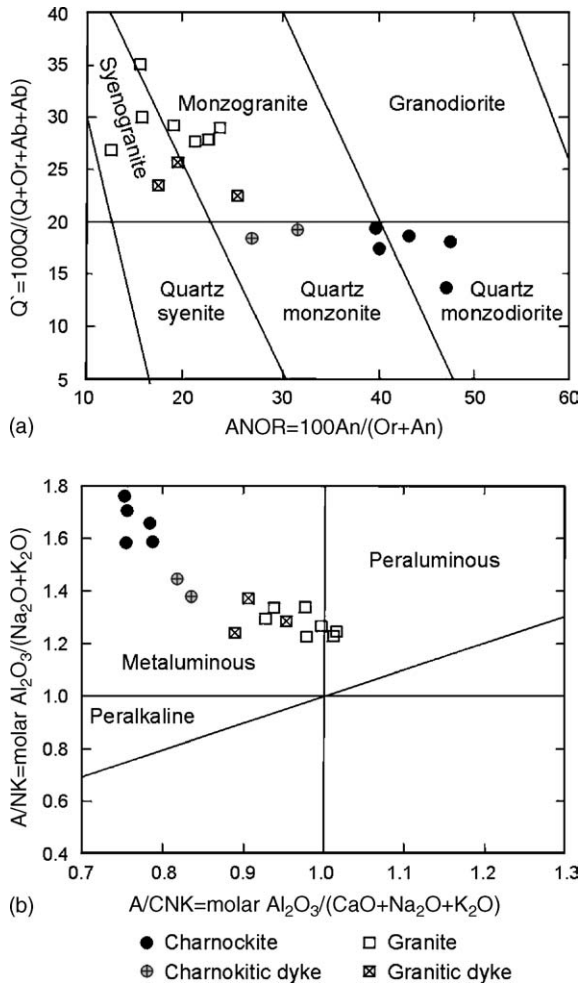 40
35
30
25
20
15
10
5
10
20
30
40
50
60
Syenogranite
Monzogranite
Granodiorite
Quartz
syenite
Quartz
monzonite
Quartz
monzodiorite
Q`=100Q/(Q+Or+Ab+Ab)
(a)
ANOR=100An/(Or+An)
1.8
1.6
1.4
1.2
1.0
0.8
0.6
0.4
0.7
0.8
0.9
1.0
1.1
1.2
1.3
Peraluminous
Metaluminous
Peralkaline
A/NK=molar Al₂O₃/(Na₂O+K₂O)
(b)
A/CNK=molar Al₂O₃/(CaO+Na₂O+K₂O)
Charnockite
Granite
Charnokitic dyke
Granitic dyke